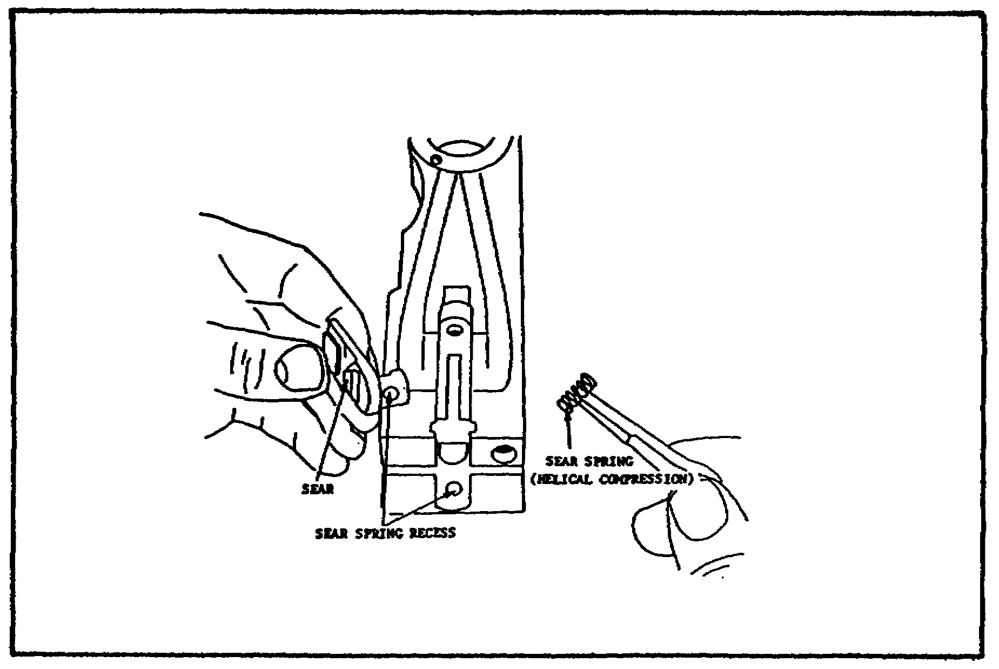 SEAR SPRING
(HELICAL COMPRESSION)
SEAR
SEAR SPRING RECESS